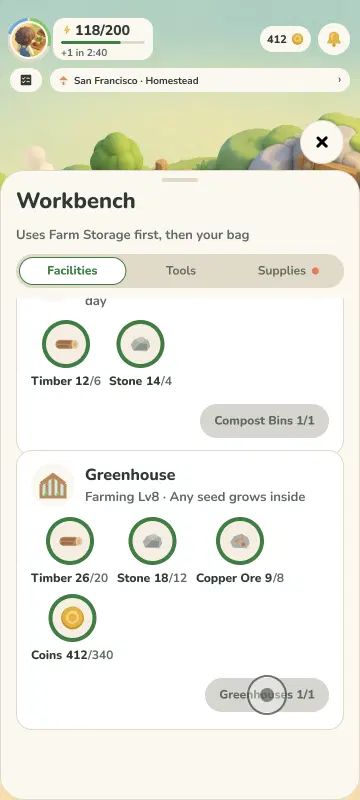 118/200
+1 in 2:40
412
San Francisco · Homestead ›
Workbench
Uses Farm Storage first, then your bag
Facilities Tools Supplies
day
Timber 12/6 Stone 14/4
Compost Bins 1/1
Greenhouse
Farming Lv8 · Any seed grows inside
Timber 26/20 Stone 18/12 Copper Ore 9/8
Coins 412/340
Greenhouses 1/1